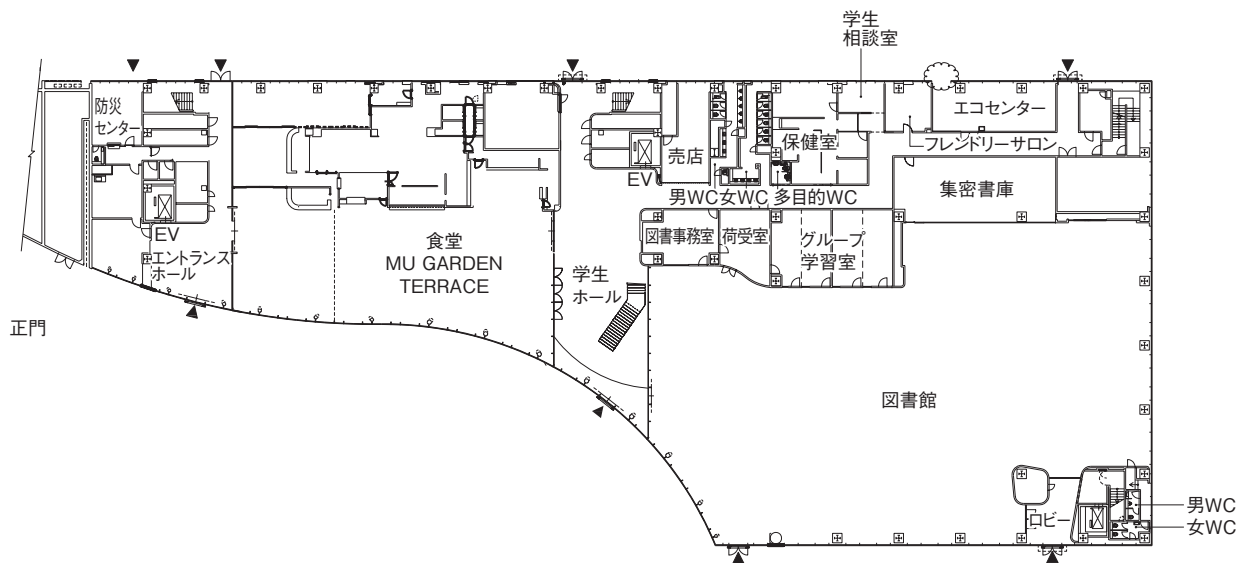 学生
相談室
防災
センター
エコセンター
売店
保健室
フレンドリーサロン
EV
集密書庫
男WC
女WC
多目的WC
図書事務室
荷受室
グループ
学習室
EV
エントランス
ホール
食堂
MU GARDEN
TERRACE
学生
ホール
正門
図書館
ロビー
男WC
女WC